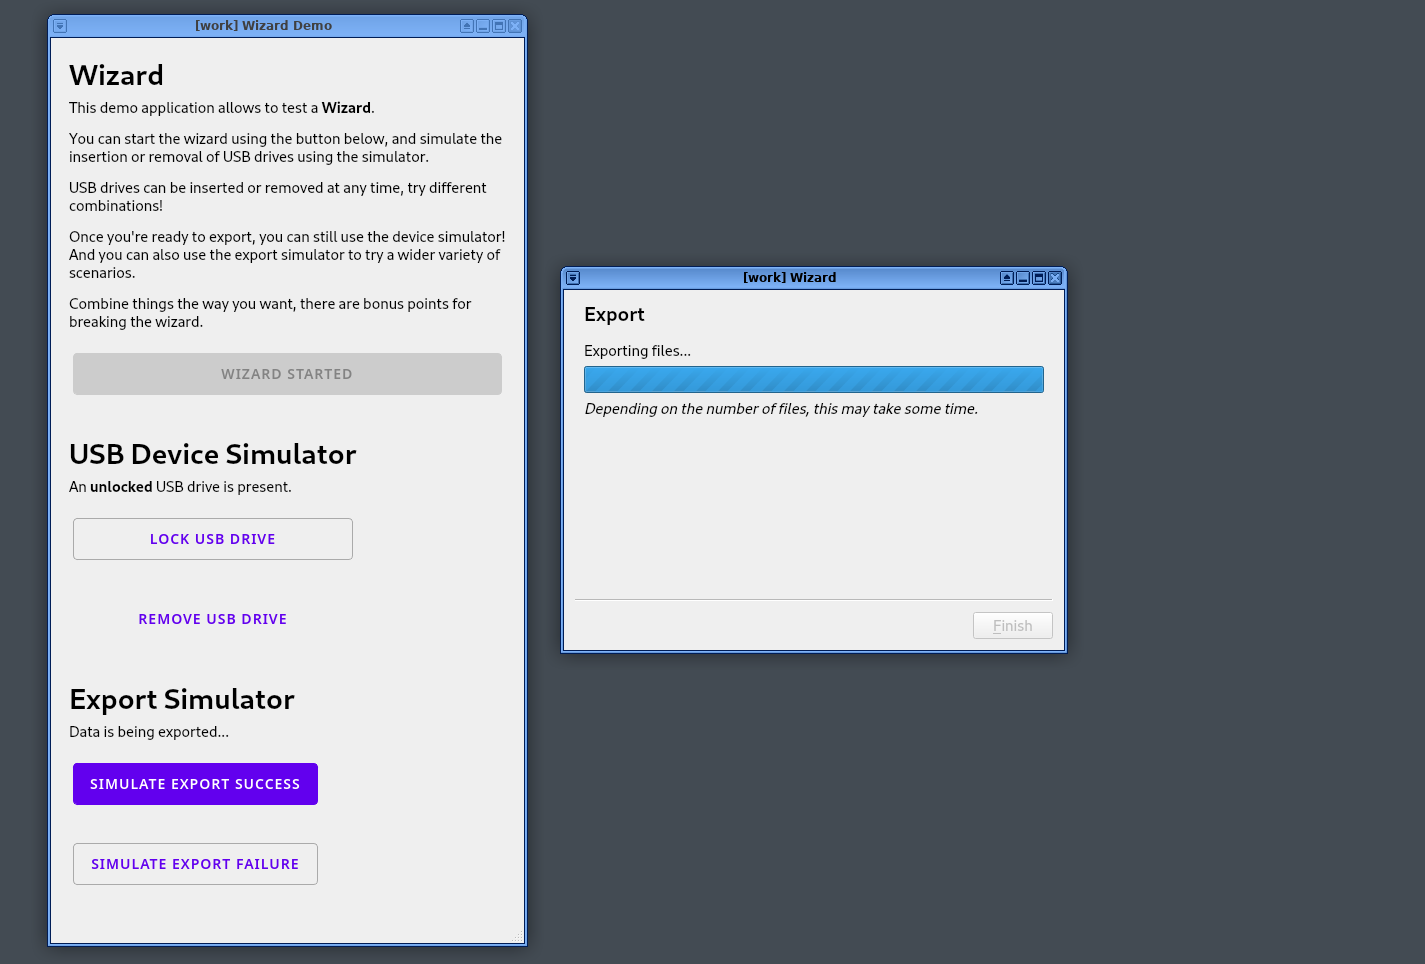 [work] Wizard Demo
Wizard
This demo application allows to test a Wizard.
You can start the wizard using the button below, and simulate the
insertion or removal of USB drives using the simulator.
USB drives can be inserted or removed at any time, try different
combinations!
Once you're ready to export, you can still use the device simulator!
And you can also use the export simulator to try a wider variety of
scenarios.
Combine things the way you want, there are bonus points for
breaking the wizard.
WIZARD STARTED
USB Device Simulator
An unlocked USB drive is present.
LOCK USB DRIVE
REMOVE USB DRIVE
Export Simulator
Data is being exported...
SIMULATE EXPORT SUCCESS
SIMULATE EXPORT FAILURE
[work] Wizard
Export
Exporting files...
Depending on the number of files, this may take some time.
Finish